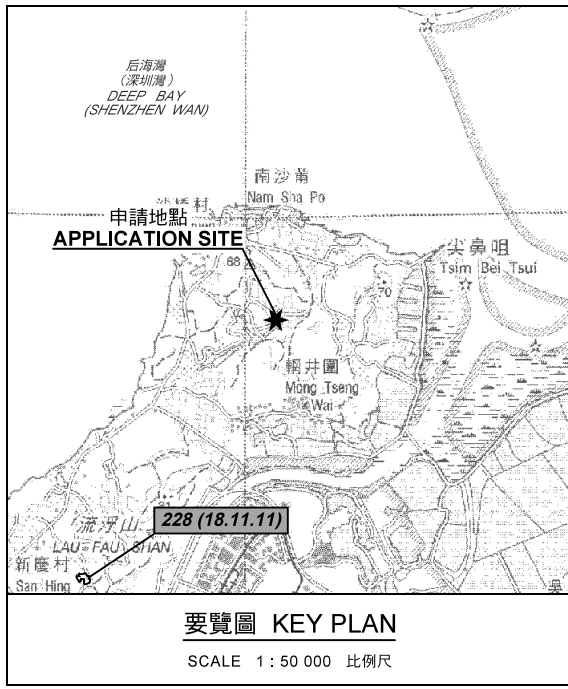 后海灣
(深圳灣)
DEEP BAY
(SHENZHEN WAN)
南沙莆
Nam Sha Po
申請地點
APPLICATION SITE
68
尖鼻咀
Tsim Bei Tsui
70
輞井圍
Mong Tseng
Wai
228 (18.11.11)
流浮山
LAU FAU SHAN
新慶村
San Hing
要覽圖 KEY PLAN
SCALE 1 : 50 000 比例尺